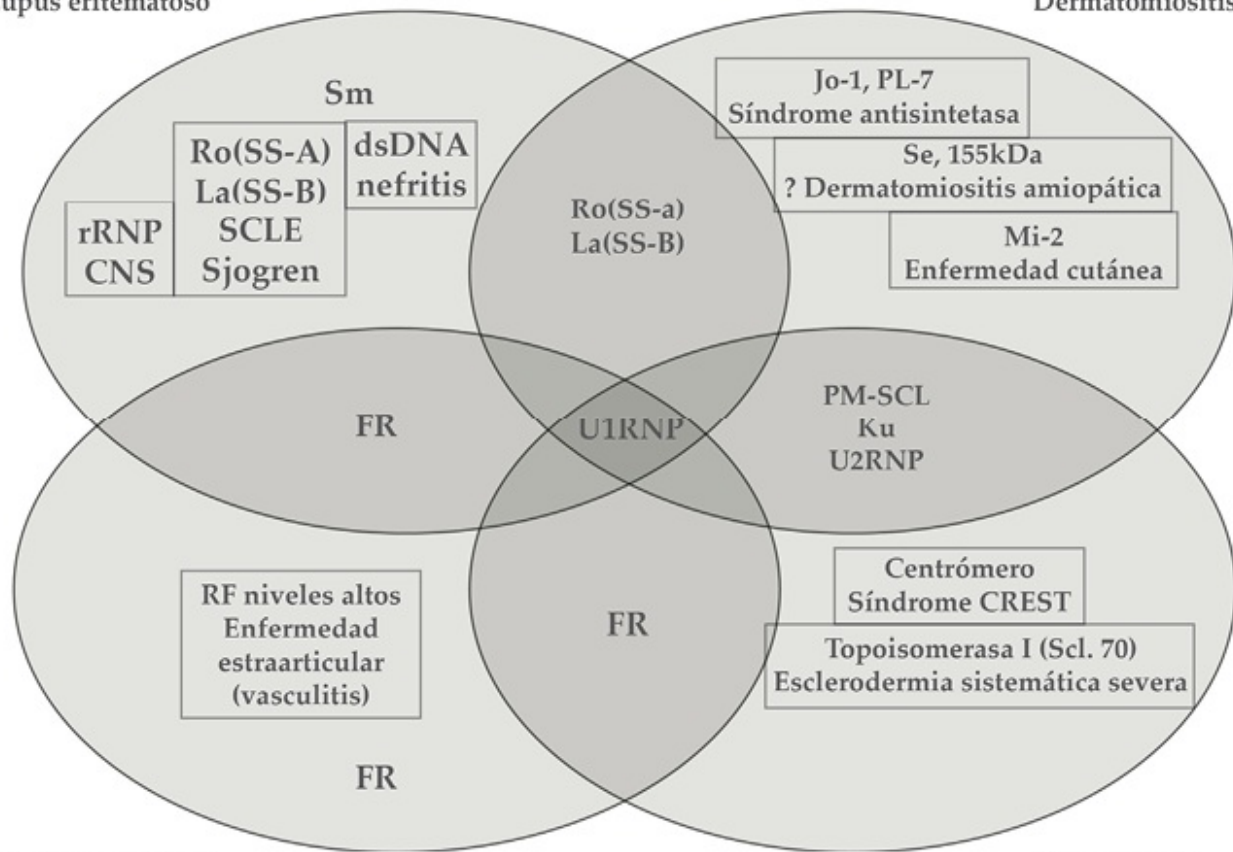 upus eritematoso
Dermatomiositis
Sm
Ro(SS-A)
La(SS-B)
SCLE
Sjogren
dsDNA
nefritis
rRNP
CNS
Ro(SS-a)
La(SS-B)
Jo-1, PL-7
Síndrome antisintetasa
Se, 155kDa
? Dermatomiositis amiopática
Mi-2
Enfermedad cutánea
FR
U1RNP
PM-SCL
Ku
U2RNP
RF niveles altos
Enfermedad
estraarticular
(vasculitis)
FR
FR
Centrómero
Síndrome CREST
Topoisomerasa I (Scl. 70)
Esclerodermia sistemática severa